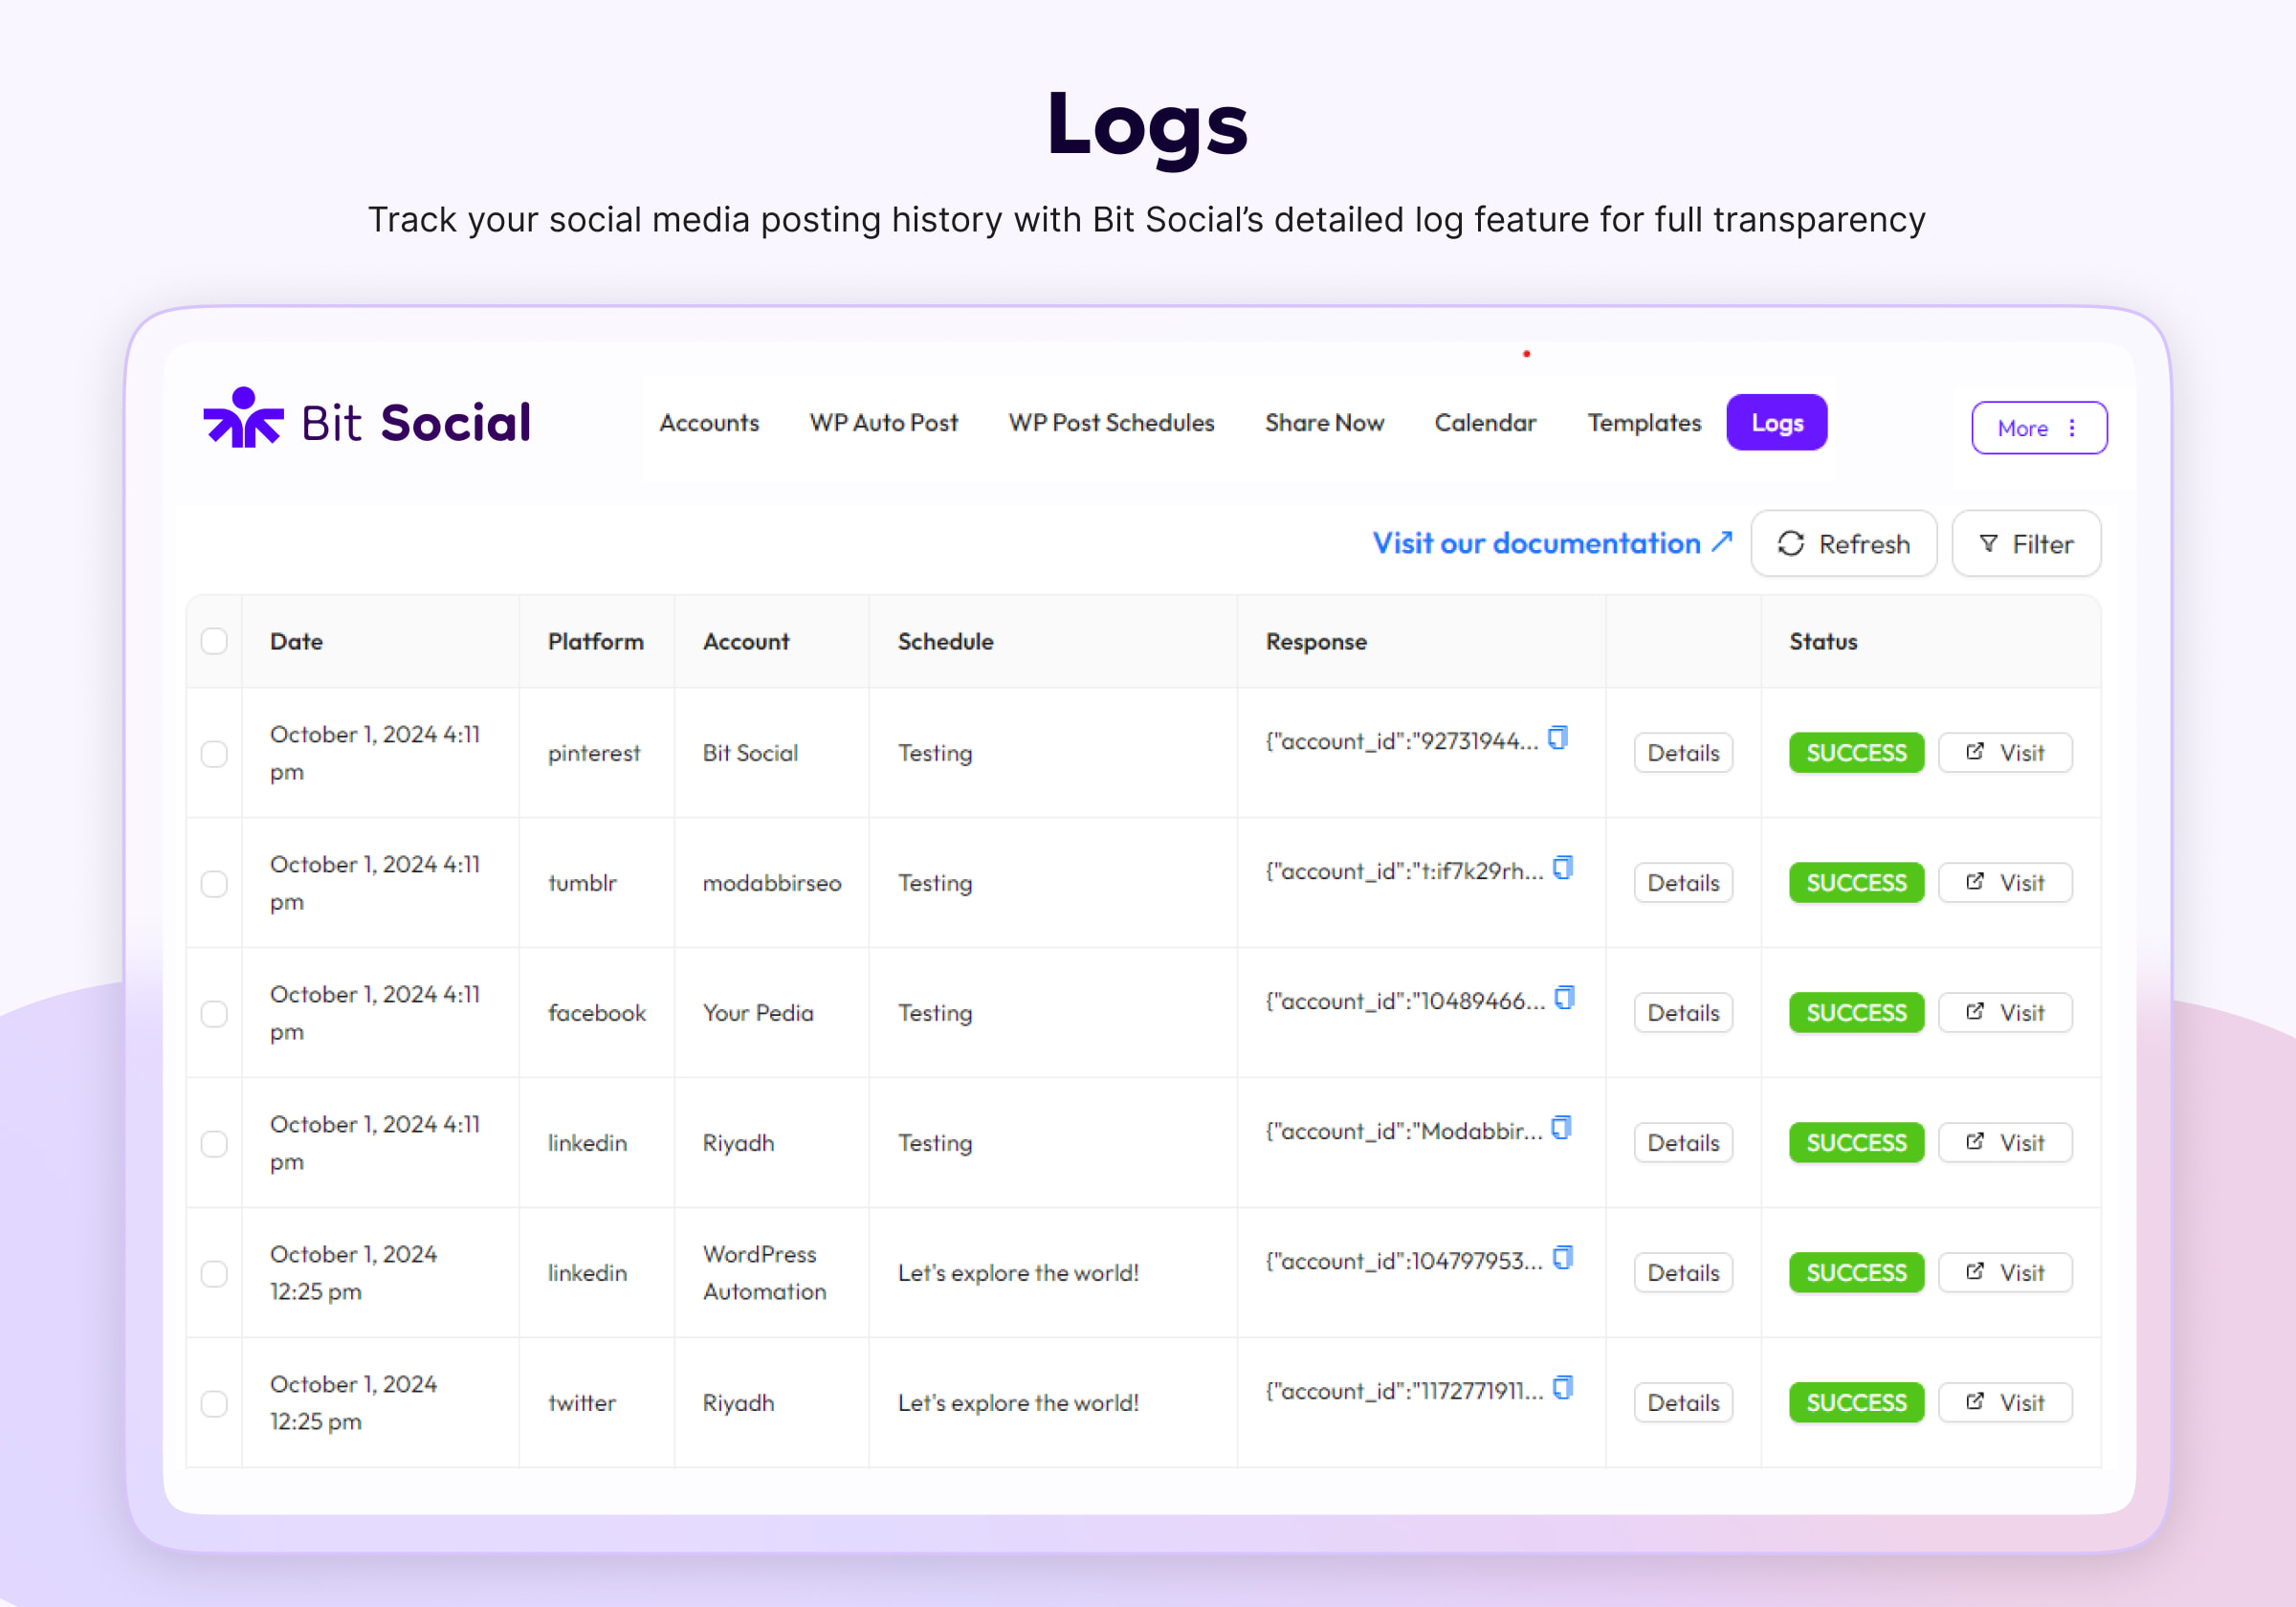 Logs
Track your social media posting history with Bit Social’s detailed log feature for full transparency
Bit Social
Accounts WP Auto Post WP Post Schedules Share Now Calendar Templates Logs More
Visit our documentation Refresh Filter
Date Platform Account Schedule Response Status
October 1, 2024 4:11
pm
pinterest Bit Social Testing {"account_id":"92731944... Details SUCCESS Visit
October 1, 2024 4:11
pm
tumblr modabbirseo Testing {"account_id":"t:if7k29rh... Details SUCCESS Visit
October 1, 2024 4:11
pm
facebook Your Pedia Testing {"account_id":"10489466... Details SUCCESS Visit
October 1, 2024 4:11
pm
linkedin Riyadh Testing {"account_id":"Modabbir... Details SUCCESS Visit
October 1, 2024
12:25 pm
linkedin
WordPress
Automation
Let's explore the world! {"account_id":104797953... Details SUCCESS Visit
October 1, 2024
12:25 pm
twitter Riyadh Let's explore the world! {"account_id":"1172771911... Details SUCCESS Visit